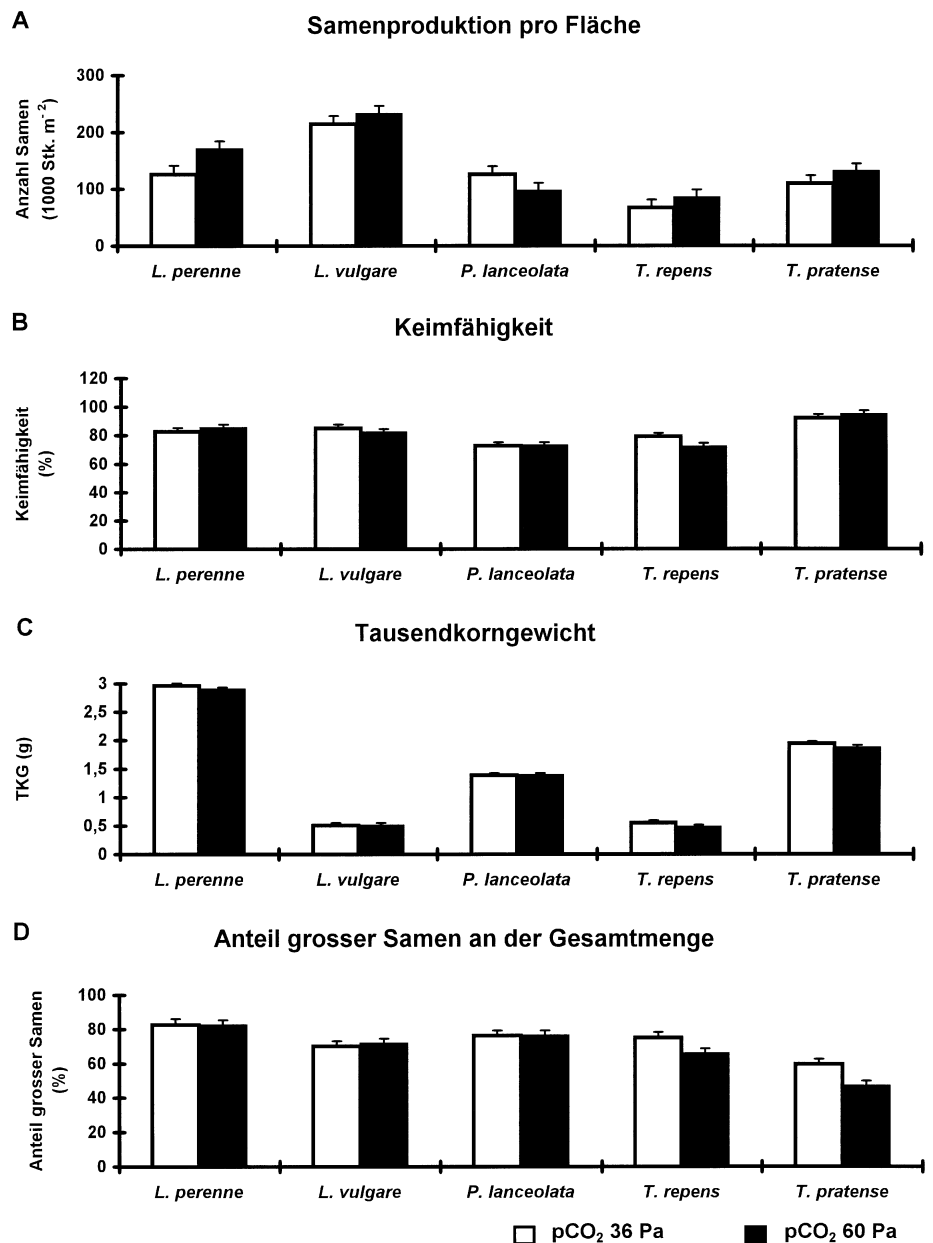 A
Samenproduktion pro Fläche
Anzahl Samen
(1000 Stk. m⁻²)
300
200
100
0
L. perenne L. vulgare P. lanceolata T. repens T. pratense
B
Keimfähigkeit
Keimfähigkeit
(%)
120
100
80
60
40
20
0
L. perenne L. vulgare P. lanceolata T. repens T. pratense
C
Tausendkorngewicht
TKG (g)
3
2,5
2
1,5
1
0,5
0
L. perenne L. vulgare P. lanceolata T. repens T. pratense
D
Anteil grosser Samen an der Gesamtmenge
Anteil grosser Samen
(%)
100
80
60
40
20
0
L. perenne L. vulgare P. lanceolata T. repens T. pratense
pCO₂ 36 Pa pCO₂ 60 Pa